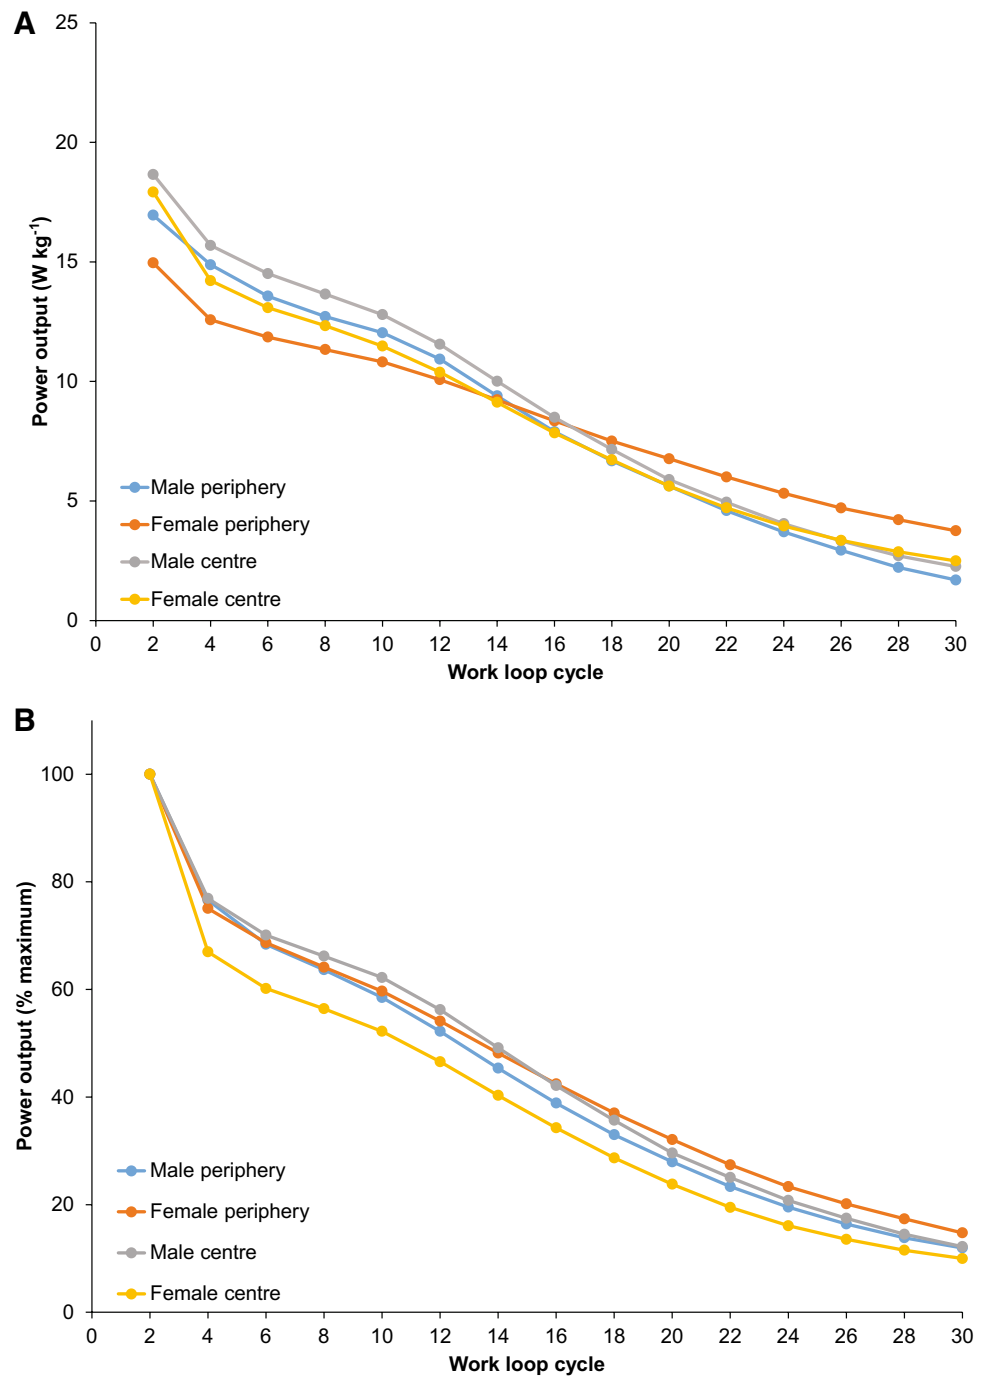 A
25
20
15
10
5
0
Power output (W kg-1)
Male periphery
Female periphery
Male centre
Female centre
0 2 4 6 8 10 12 14 16 18 20 22 24 26 28 30
Work loop cycle
B
100
80
60
40
20
0
Power output (% maximum)
Male periphery
Female periphery
Male centre
Female centre
0 2 4 6 8 10 12 14 16 18 20 22 24 26 28 30
Work loop cycle